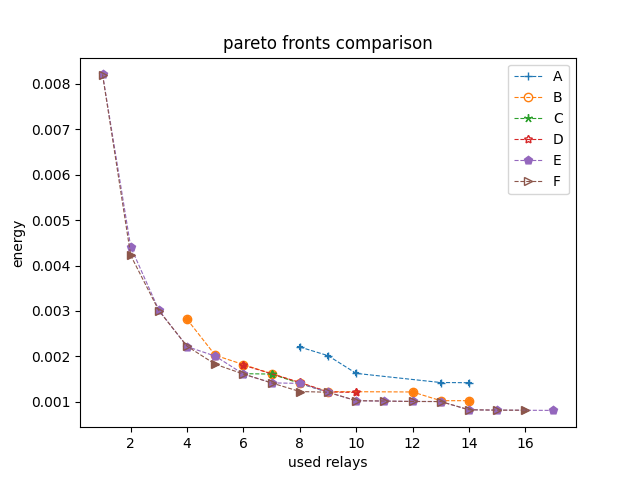 pareto fronts comparison
0.008
0.007
0.006
0.005
0.004
0.003
0.002
0.001
energy
A
B
C
D
E
F
2 4 6 8 10 12 14 16
used relays